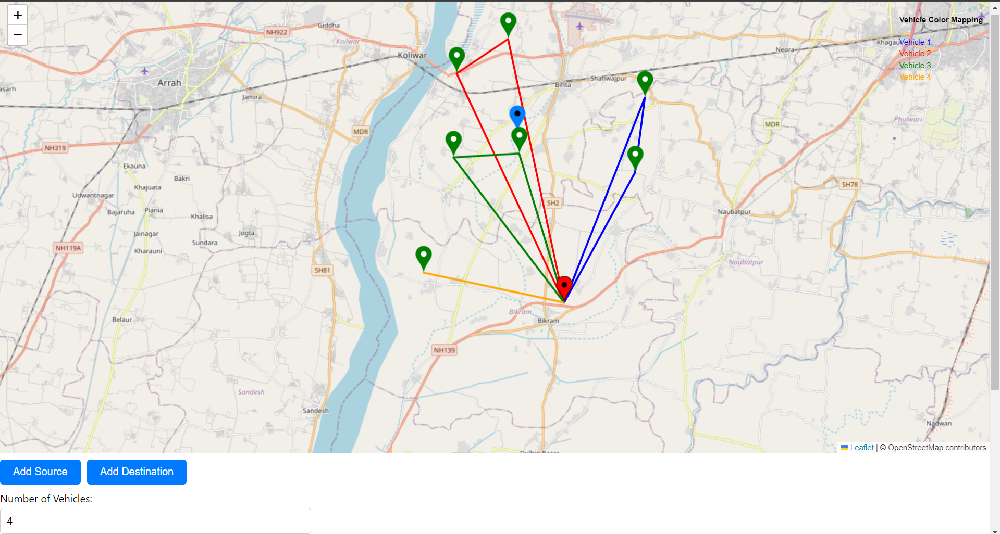 +
−
Vehicle Color Mapping
Vehicle 1
Vehicle 2
Vehicle 3
Vehicle 4
Giddha
NH922
Koilwar
Koliwar
Neora
Khagau
Arrah
asarh
Jamira
Bihta
Shahwajpur
MDR
MDR
Phulwari
NH319
Ekauna
Bakri
Khajuata
Udwantnagar
Bajaruha
Piania
Khalisa
SH2
SH78
Naubatpur
Jainagar
Jogta
Sundara
NH119A
Kharauni
SH81
Naubatpur
Belaur
Bikram
Bikram
NH139
Sandesh
Sandesh
Nadwan
Leaflet | © OpenStreetMap contributors
Add Source
Add Destination
Number of Vehicles:
4